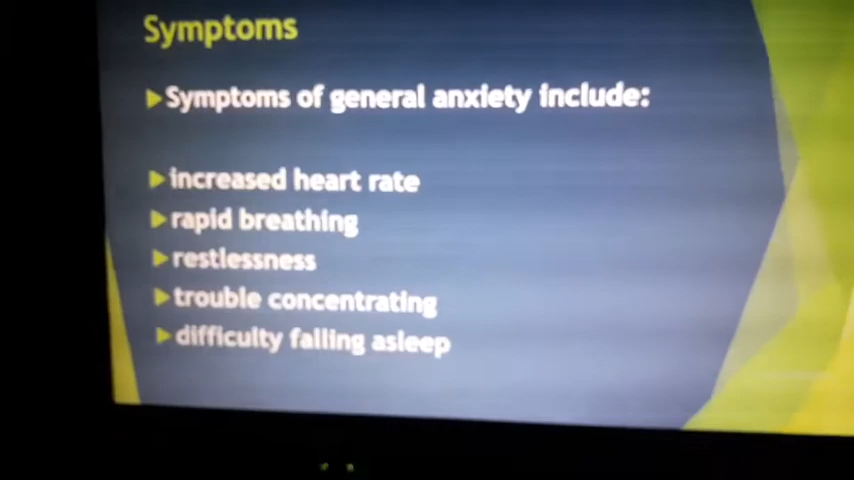 Symptoms
Symptoms of general anxiety include:
increased heart rate
rapid breathing
restlessness
trouble concentrating
difficulty falling asleep